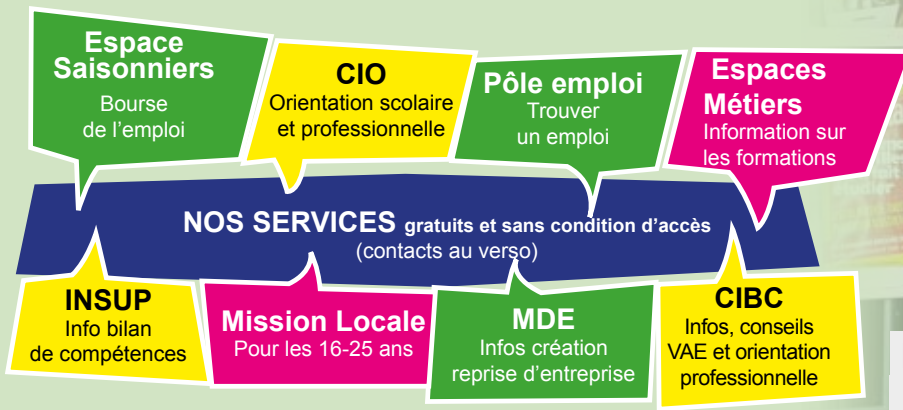 Espace
Saisonniers
Bourse
de l'emploi
CIO
Orientation scolaire
et professionnelle
Pôle emploi
Trouver
un emploi
Espaces
Métiers
Information sur
les formations
NOS SERVICES gratuits et sans condition d'accès
(contacts au verso)
INSUP
Info bilan
de compétences
Mission Locale
Pour les 16-25 ans
MDE
Infos création
reprise d'entreprise
CIBC
Infos, conseils
VAE et orientation
professionnelle